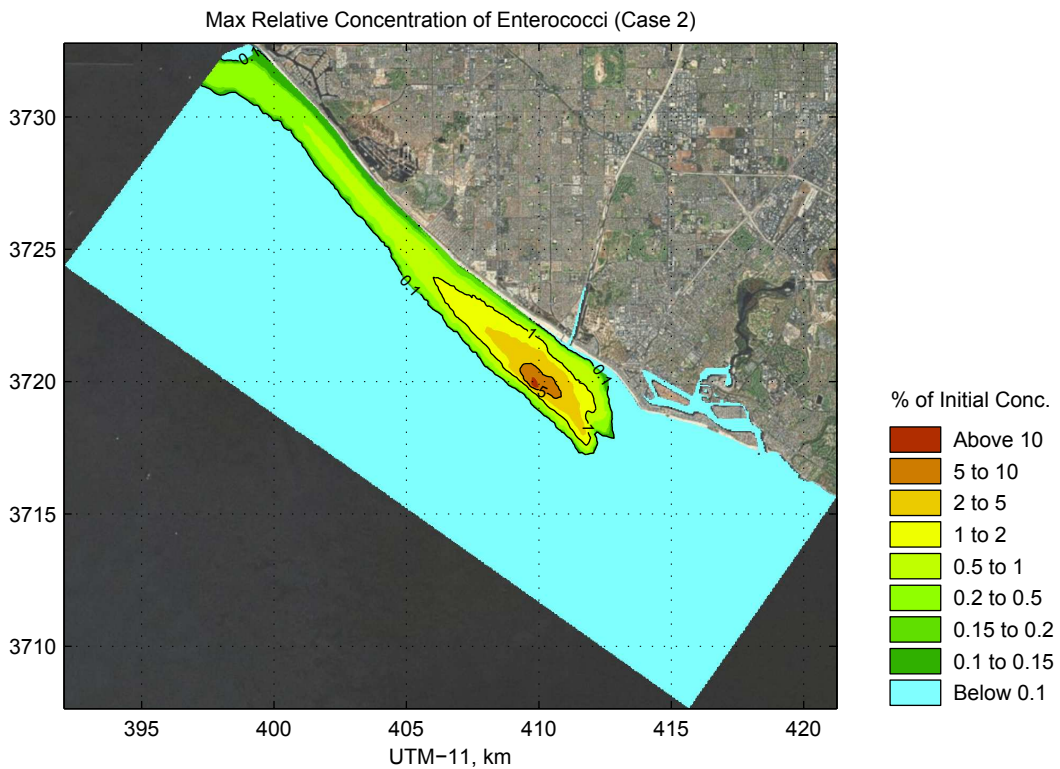 Max Relative Concentration of Enterococci (Case 2)
0.1
3730
3725
0.1
1
3720
0.1
5
1
3715
3710
395
400
405
410
415
420
UTM−11, km
% of Initial Conc.
Above 10
5 to 10
2 to 5
1 to 2
0.5 to 1
0.2 to 0.5
0.15 to 0.2
0.1 to 0.15
Below 0.1